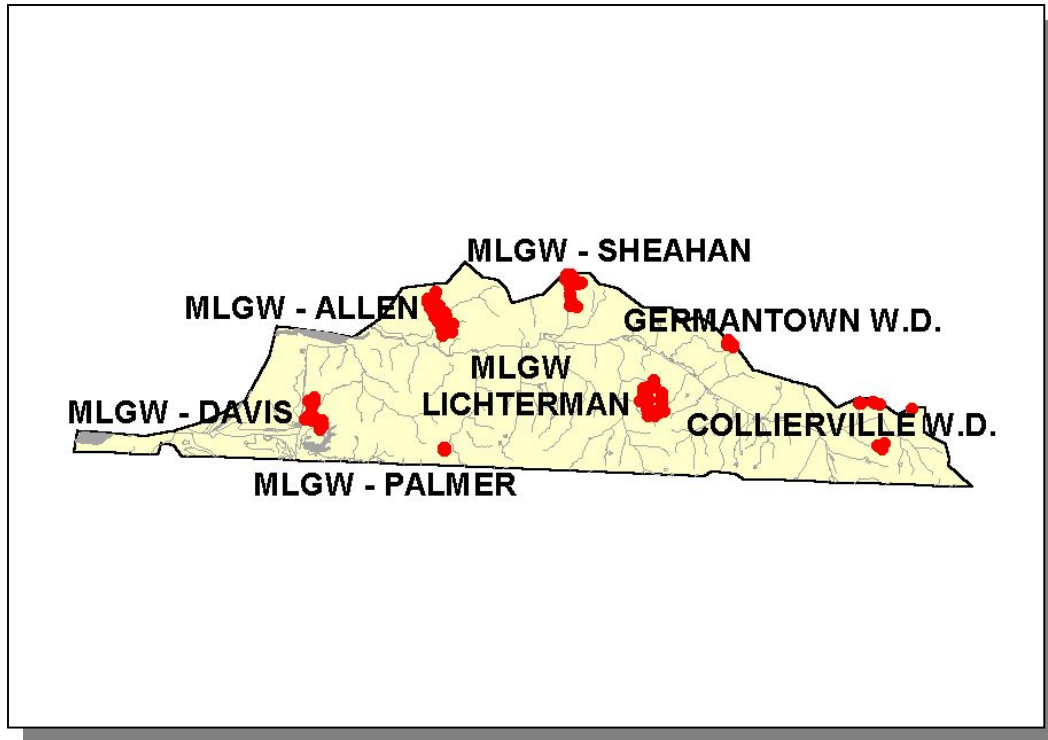 MLGW - SHEAHAN
MLGW - ALLEN
GERMANTOWN W.D.
MLGW
LICHTERMAN
MLGW - DAVIS
COLLIERVILLE W.D.
MLGW - PALMER